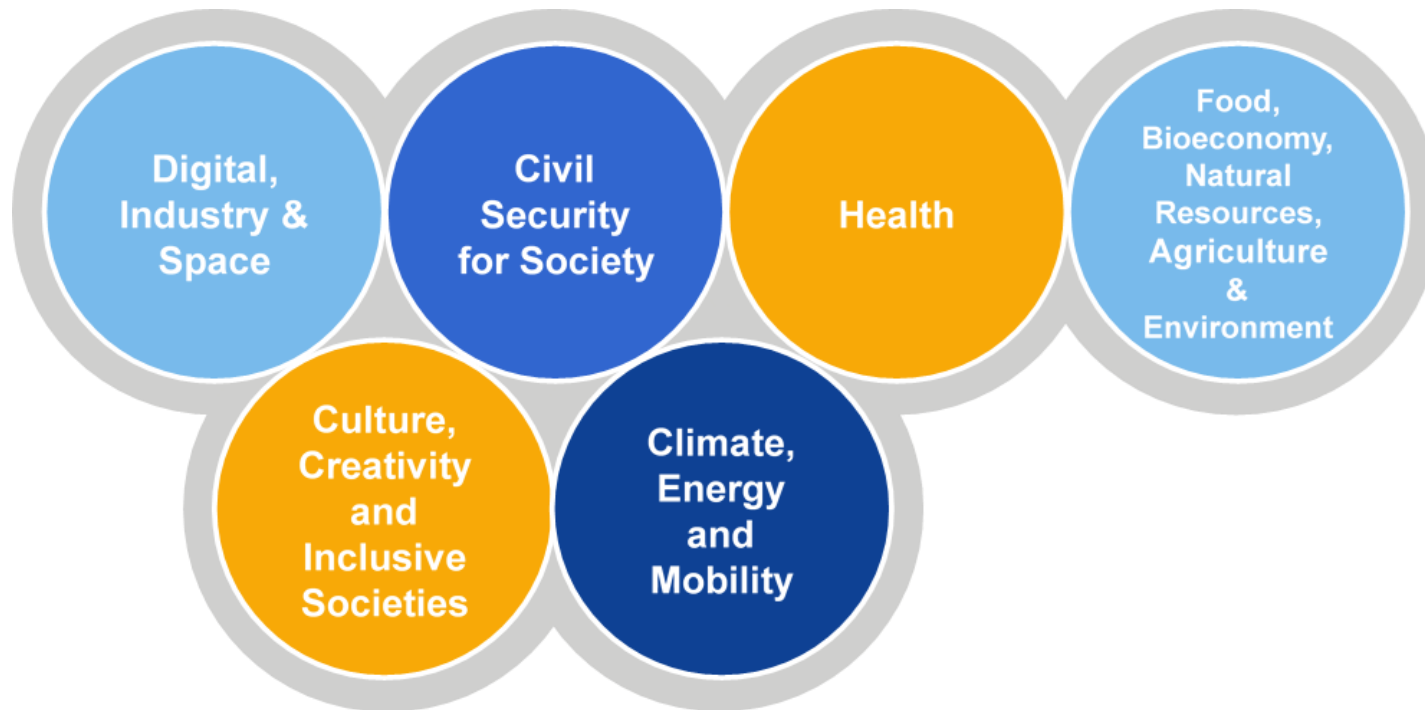 Digital,
Industry &
Space
Civil
Security
for Society
Health
Food,
Bioeconomy,
Natural
Resources,
Agriculture
&
Environment
Culture,
Creativity
and
Inclusive
Societies
Climate,
Energy
and
Mobility